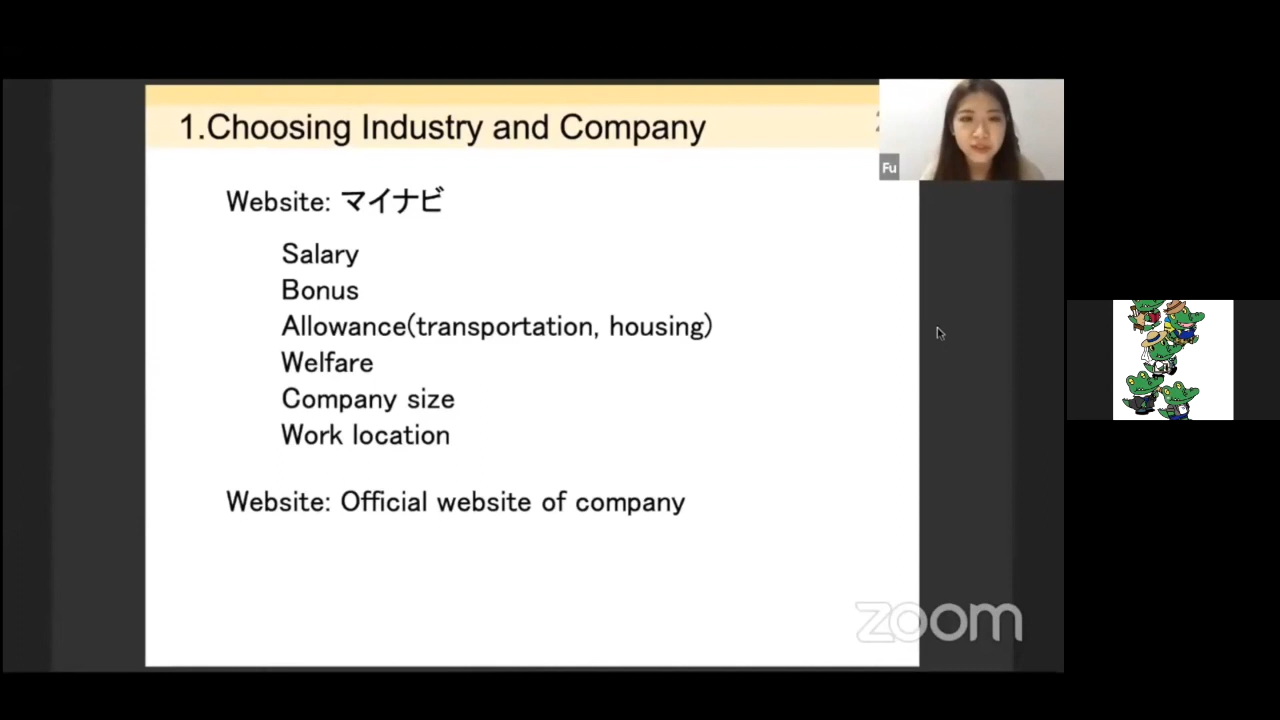 1.Choosing Industry and Company
Fu
Website: マイナビ
Salary
Bonus
Allowance(transportation, housing)
Welfare
Company size
Work location
Website: Official website of company
zoom